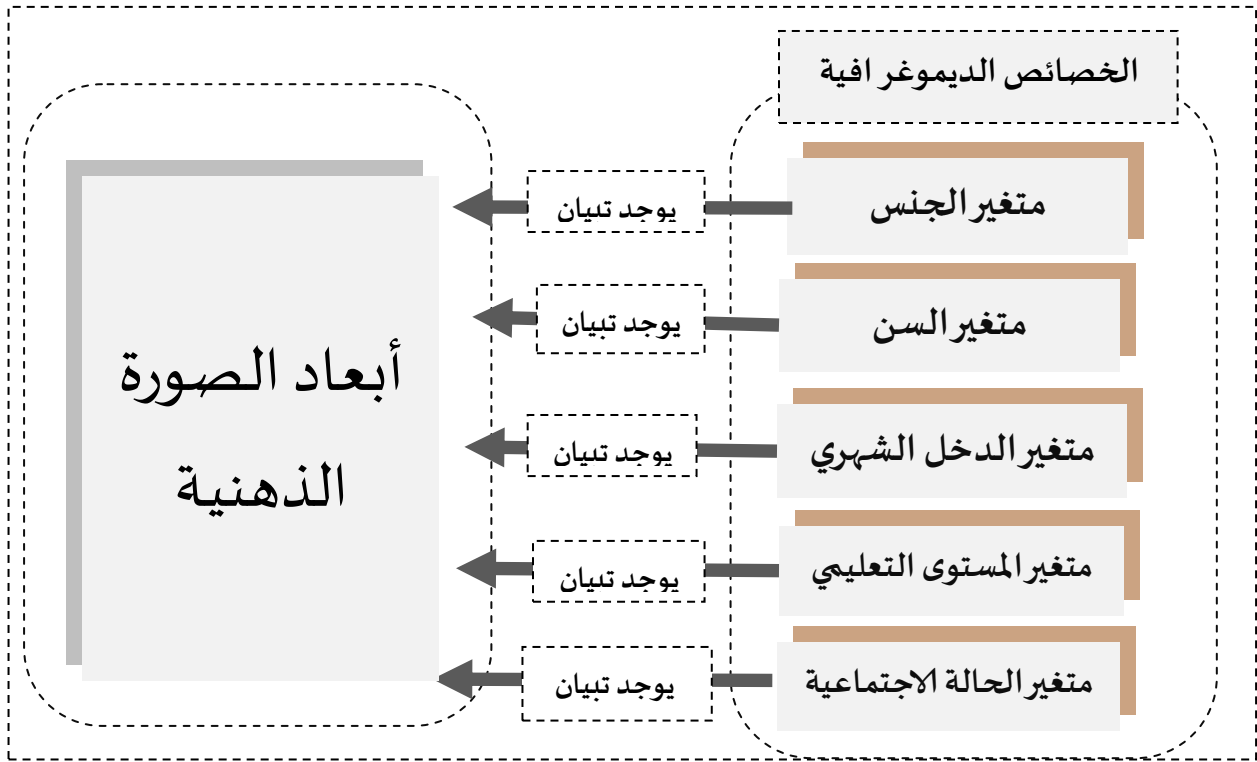 الخصائص الديموغرافية
متغير الجنس
يوجد تبيان
متغير السن
يوجد تبيان
متغير الدخل الشهري
يوجد تبيان
متغير المستوى التعليمي
يوجد تبيان
متغير الحالة الاجتماعية
يوجد تبيان
أبعاد الصورة
الذهنية